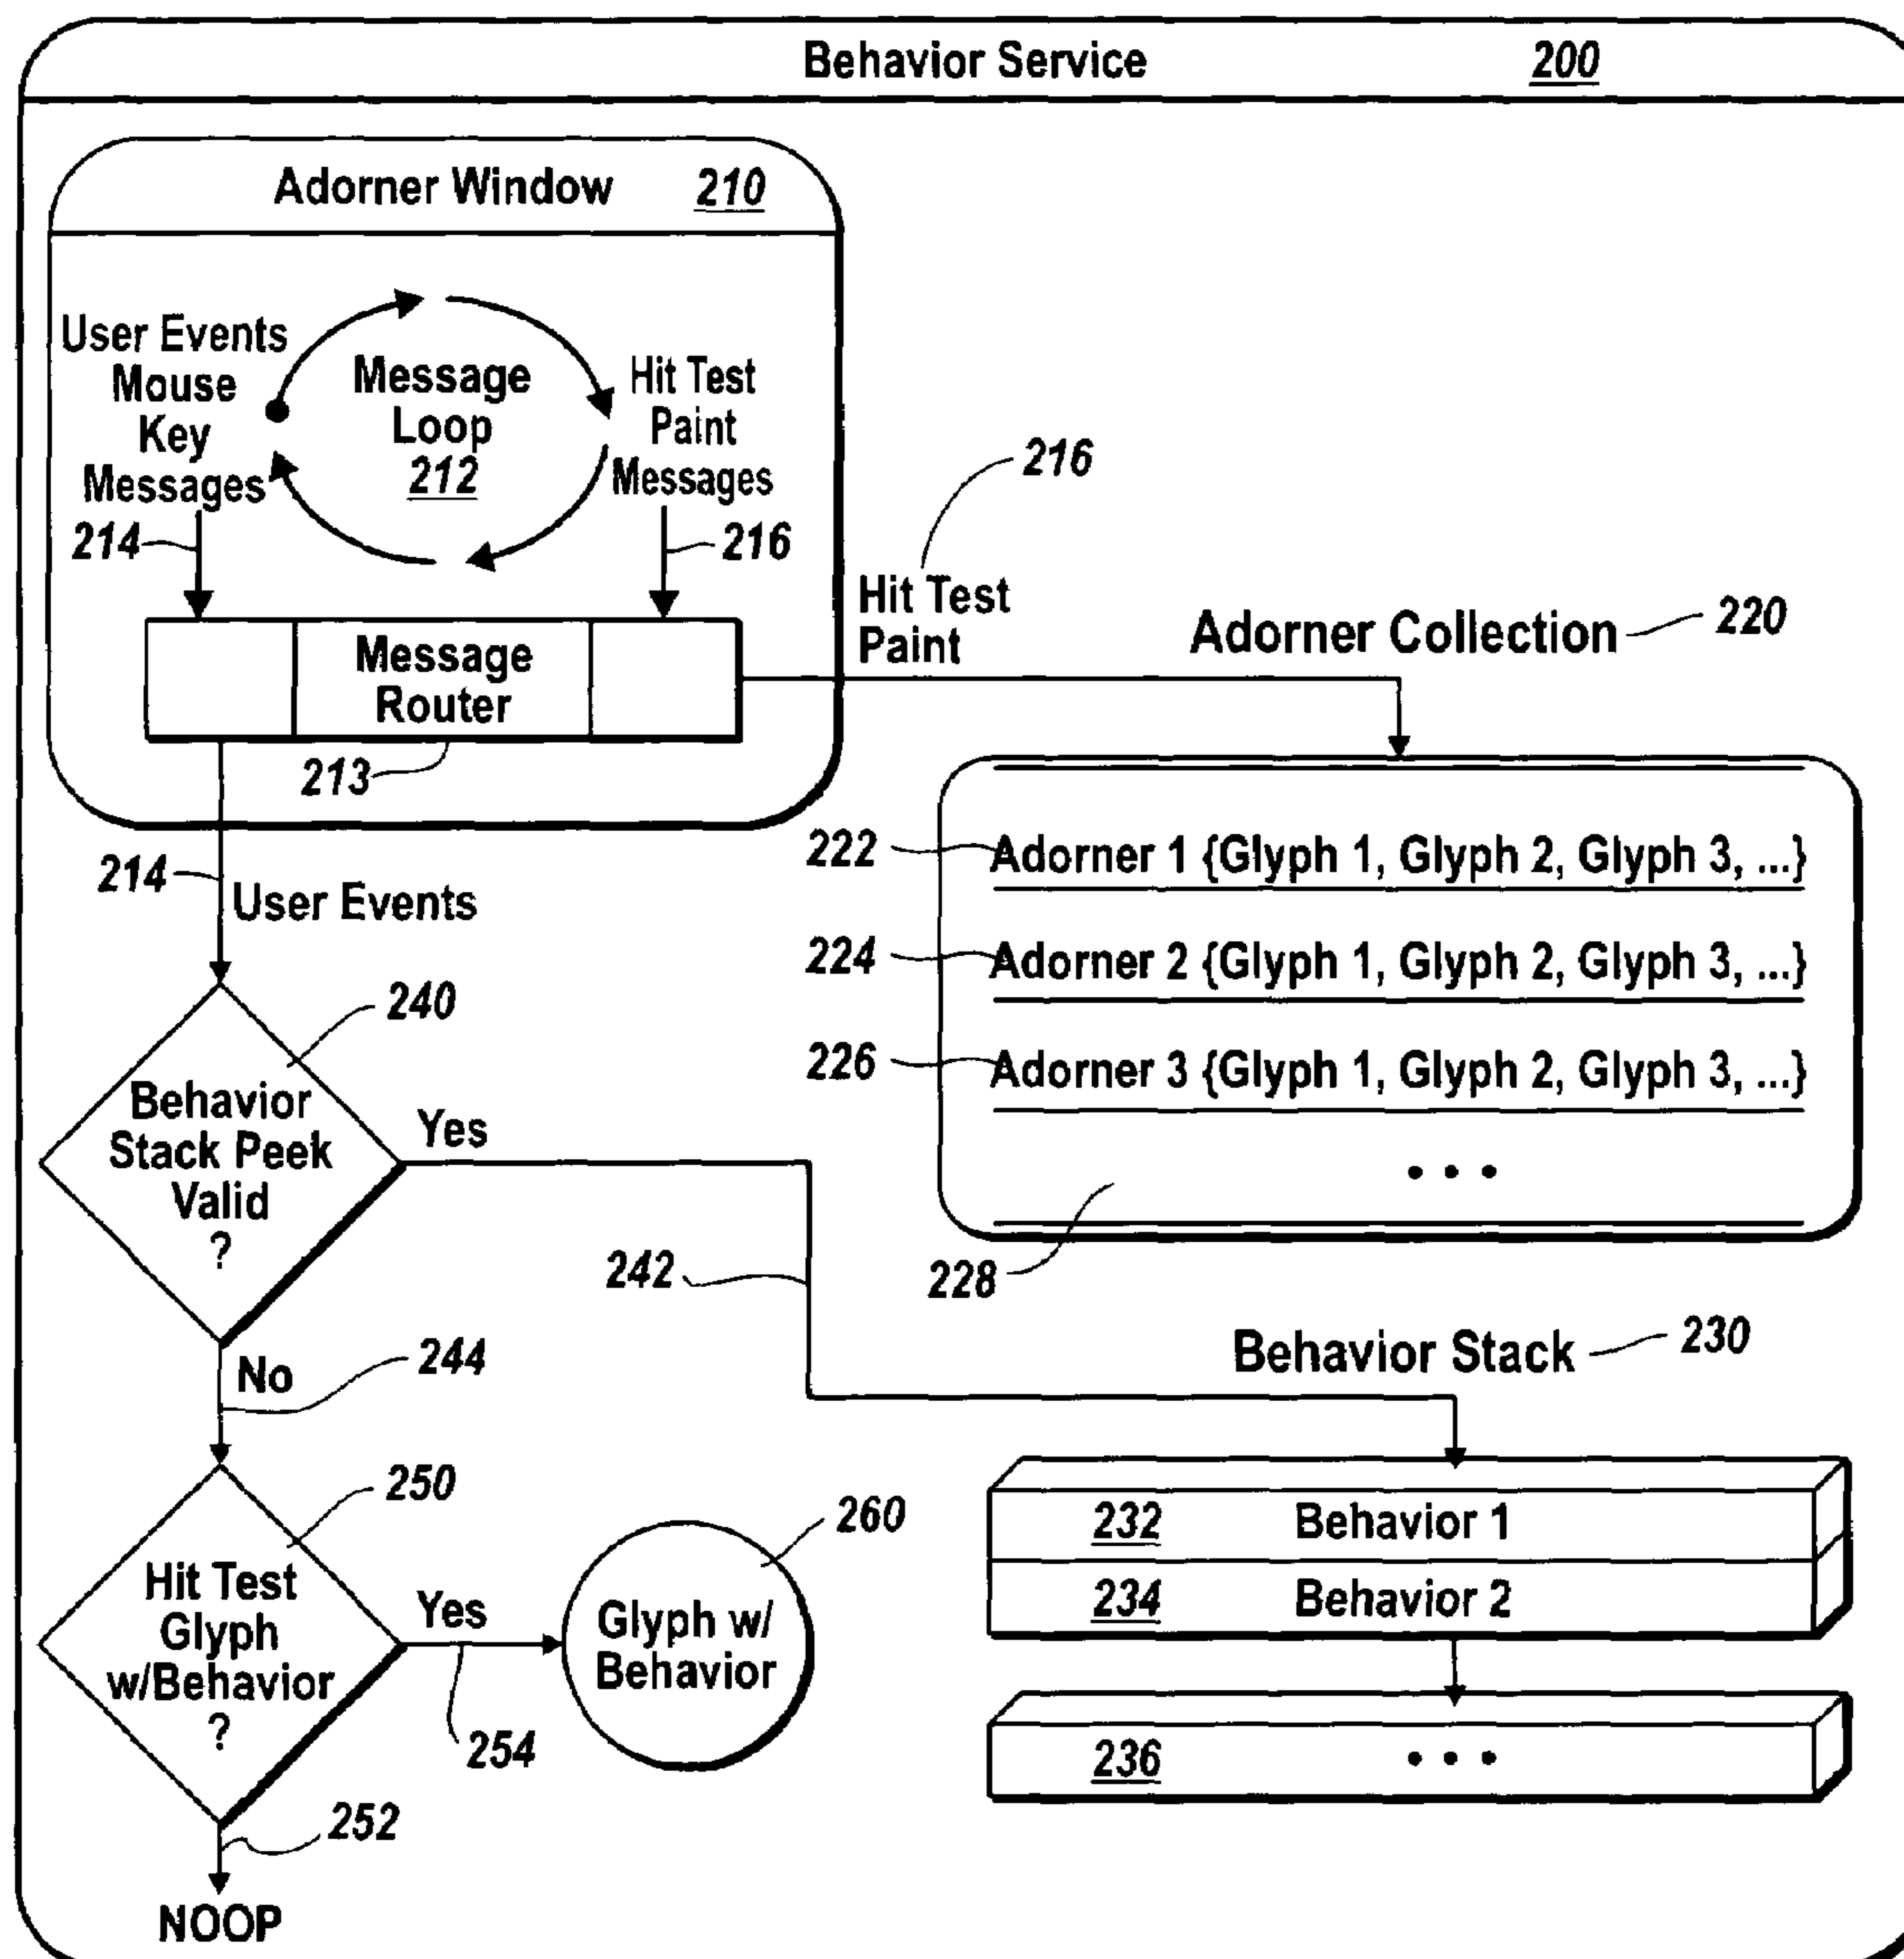 Behavior Service 200
Adorner Window 210
User Events
Mouse
Key
Messages
Message
Loop
212
Hit Test
Paint
Messages
214
216
216
Hit Test
Paint
Message
Router
213
Adorner Collection 220
222 Adorner 1 {Glyph 1, Glyph 2, Glyph 3, ...}
224 Adorner 2 {Glyph 1, Glyph 2, Glyph 3, ...}
226 Adorner 3 {Glyph 1, Glyph 2, Glyph 3, ...}
• • •
228
214
User Events
240
Behavior
Stack Peek
Valid
?
Yes
242
No
244
Behavior Stack 230
232 Behavior 1
234 Behavior 2
236 • • •
250
Hit Test
Glyph
w/Behavior
?
Yes
254
260
Glyph w/
Behavior
252
NOOP